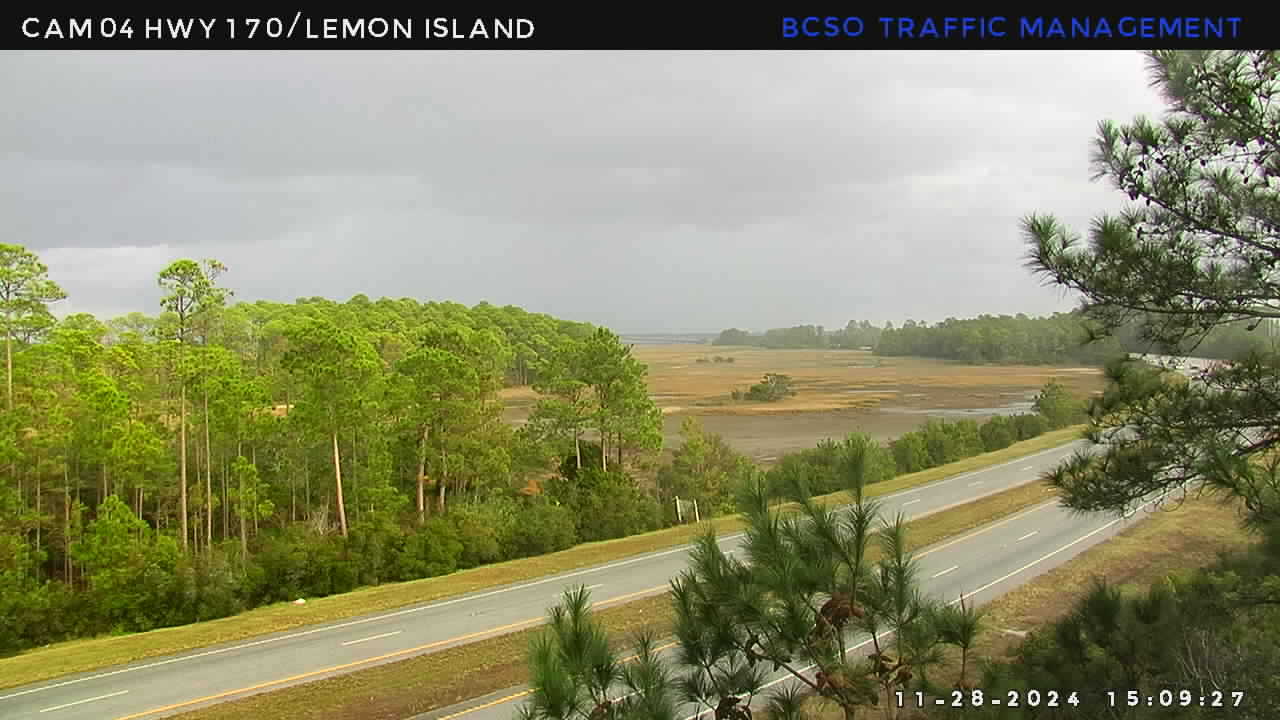 CAM04 HWY 170/LEMON ISLAND
BCSO TRAFFIC MANAGEMENT
11-28-2024 15:09:27